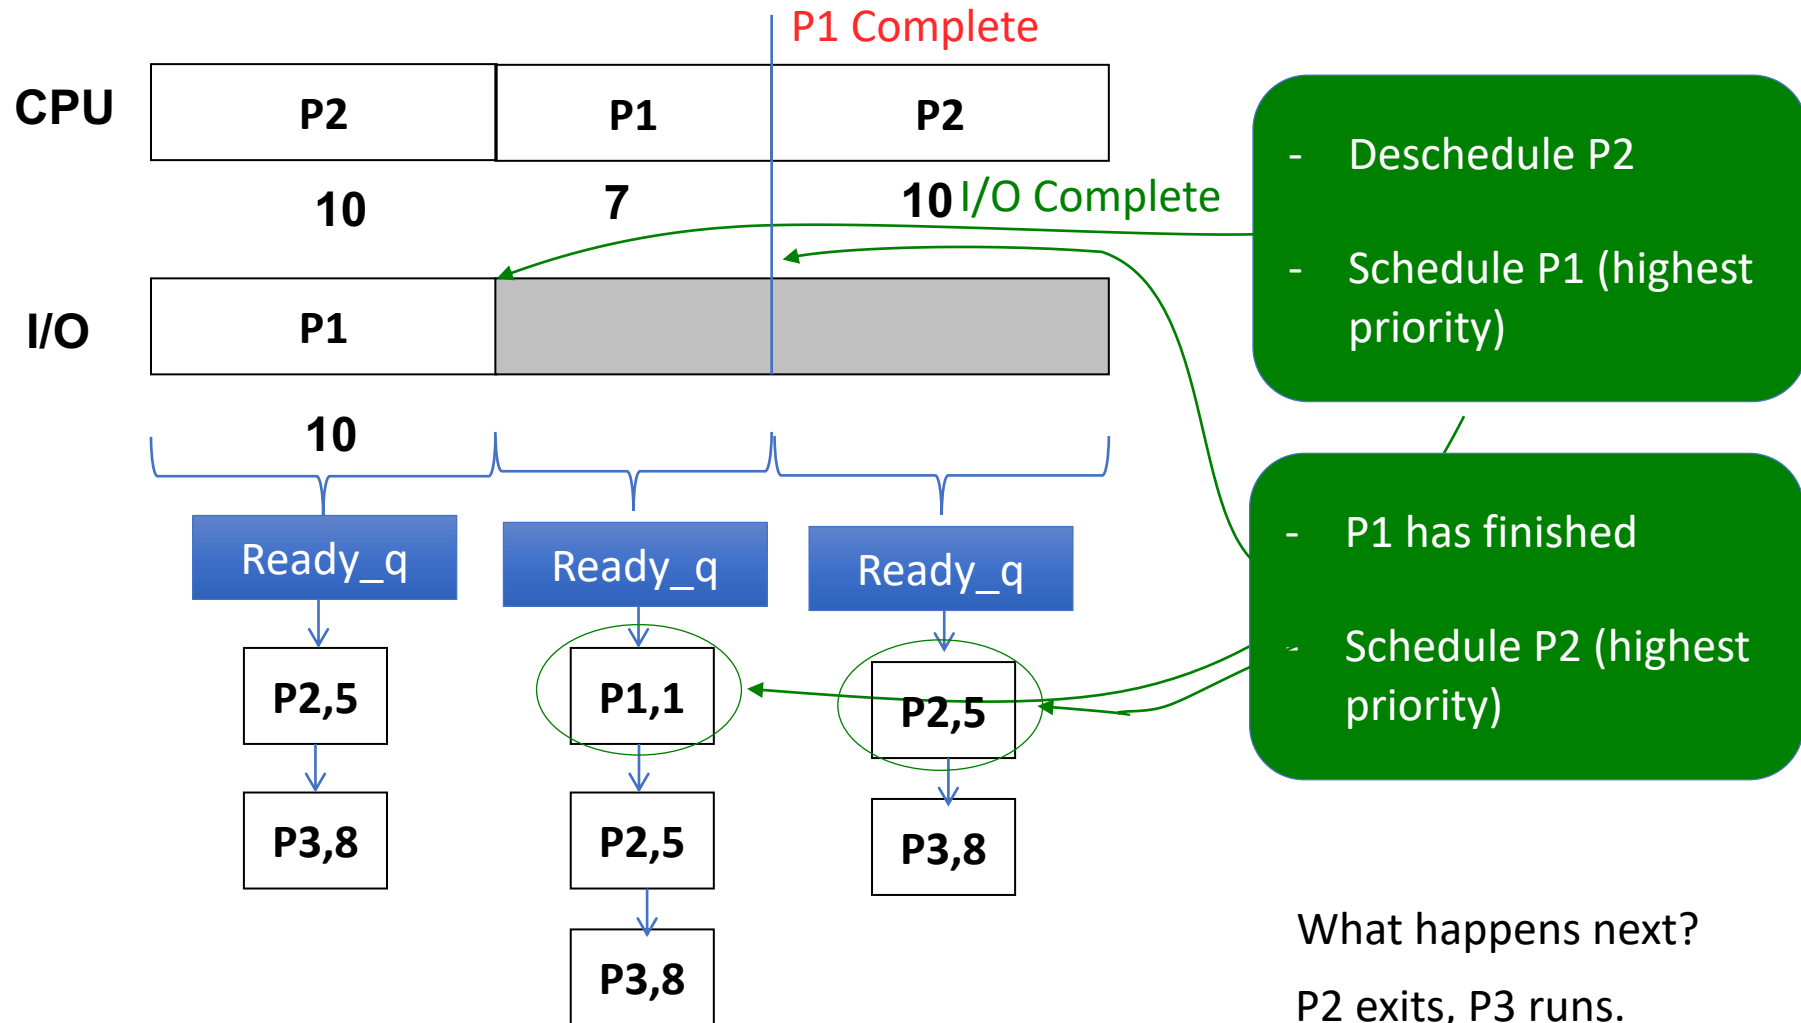 P1 Complete
CPU
P2
P1
P2
10
7
10
I/O Complete
I/O
P1
10
- Deschedule P2
- Schedule P1 (highest
priority)
- P1 has finished
- Schedule P2 (highest
priority)
Ready_q
Ready_q
Ready_q
P2,5
P3,8
P1,1
P2,5
P3,8
P2,5
P3,8
What happens next?
P2 exits, P3 runs.